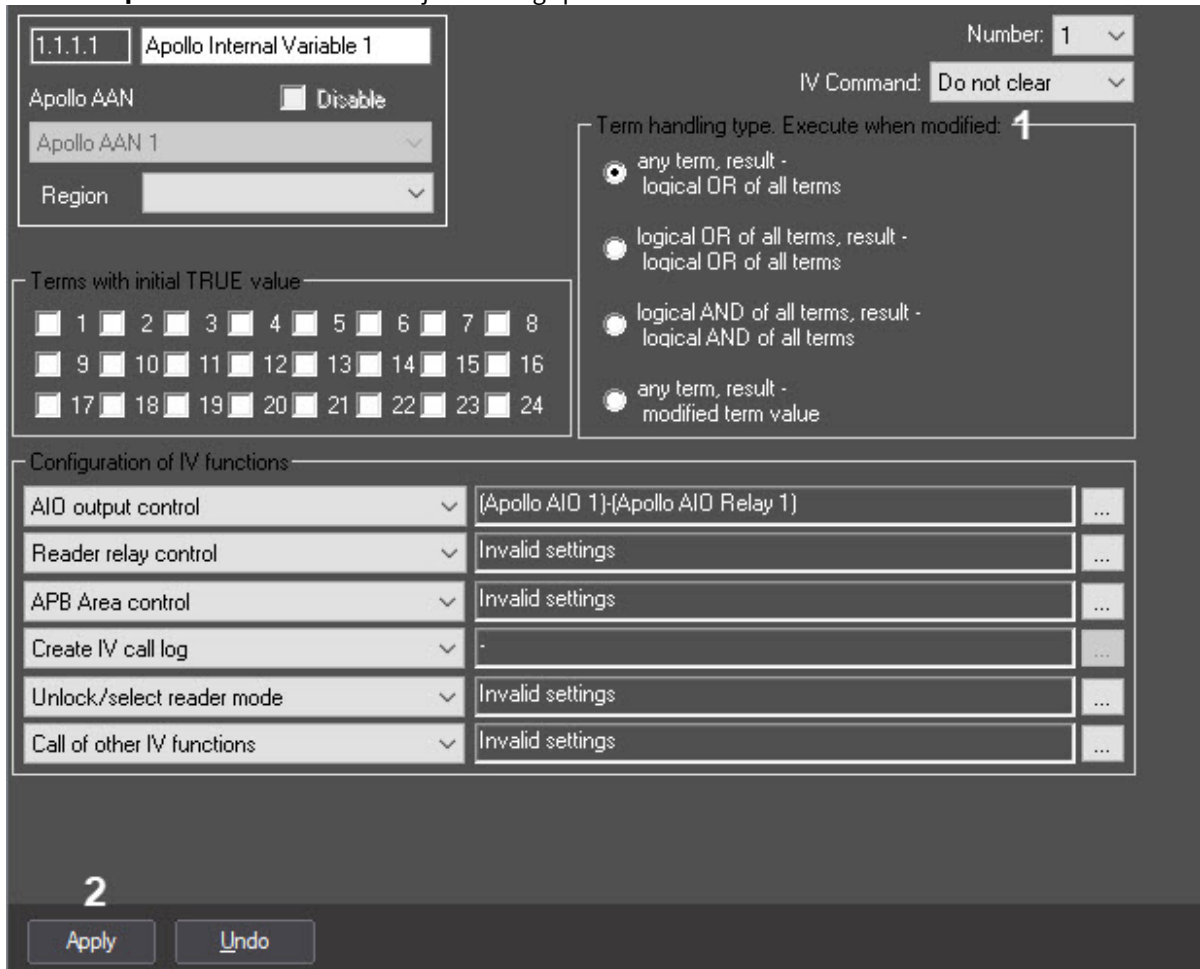 1.1.1.1 Apollo Internal Variable 1
Number: 1
IV Command: Do not clear
Apollo AAN Disable
Apollo AAN 1
Region
Term handling type. Execute when modified: 1
any term, result -
logical OR of all terms
logical OR of all terms, result -
logical OR of all terms
logical AND of all terms, result -
logical AND of all terms
any term, result -
modified term value
Terms with initial TRUE value
1 2 3 4 5 6 7 8
9 10 11 12 13 14 15 16
17 18 19 20 21 22 23 24
Configuration of IV functions
AIO output control (Apollo AIO 1)-(Apollo AIO Relay 1) ...
Reader relay control Invalid settings ...
APB Area control Invalid settings ...
Create IV call log - ...
Unlock/select reader mode Invalid settings ...
Call of other IV functions Invalid settings ...
2
Apply Undo